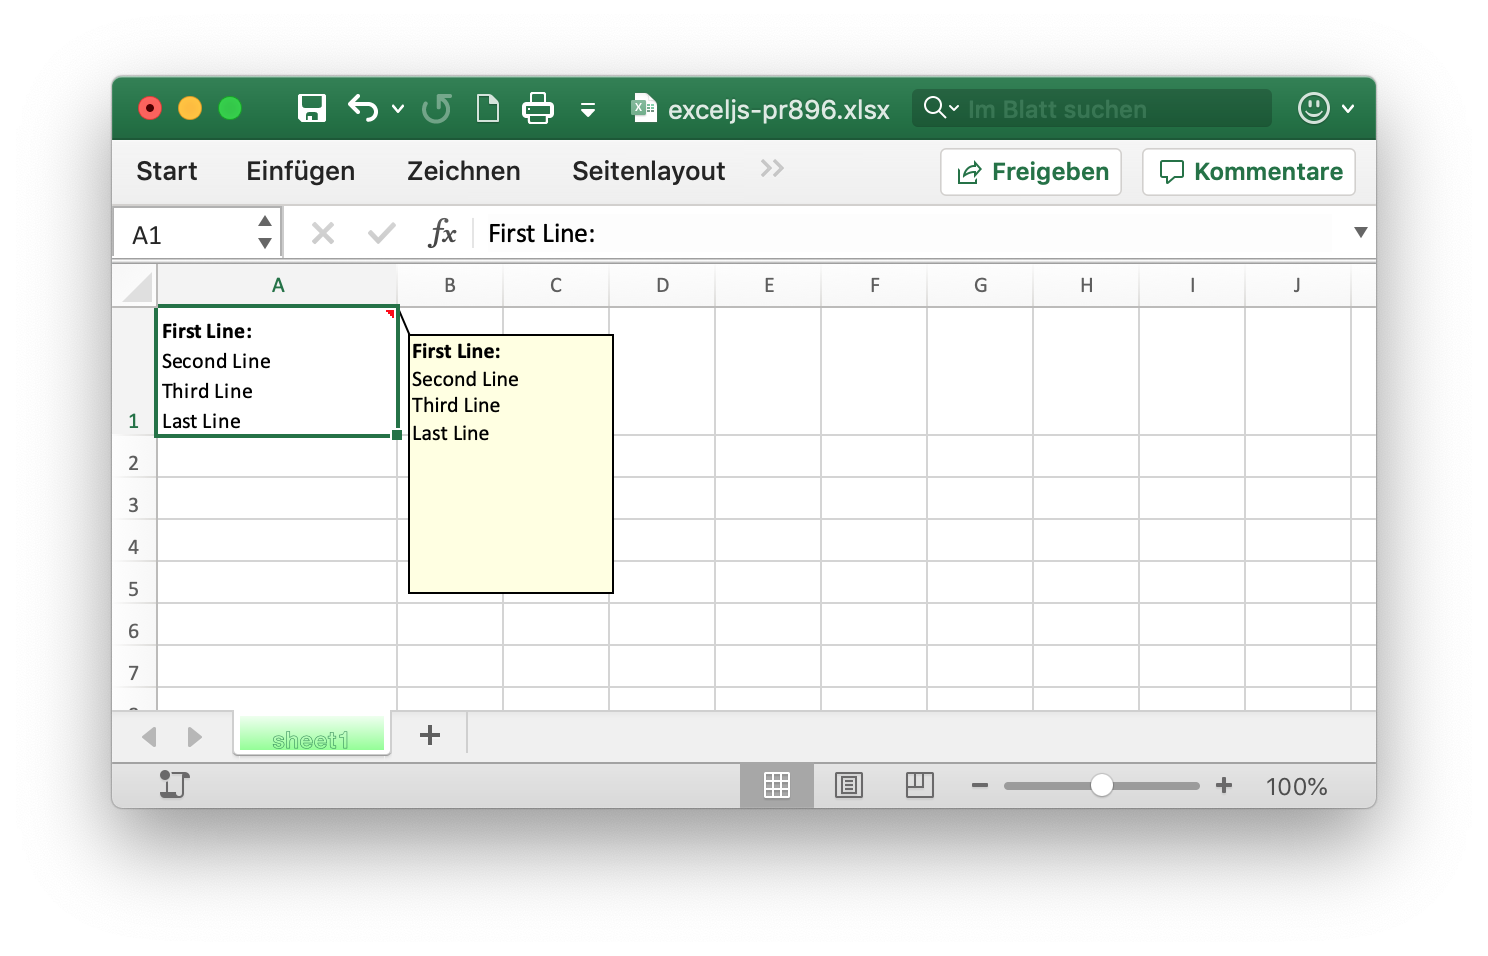 exceljs-pr896.xlsx
Im Blatt suchen
Start Einfügen Zeichnen Seitenlayout
Freigeben Kommentare
A1 fx First Line:
A B C D E F G H I J
1
First Line:
Second Line
Third Line
Last Line
First Line:
Second Line
Third Line
Last Line
2
3
4
5
6
7
sheet1
100%